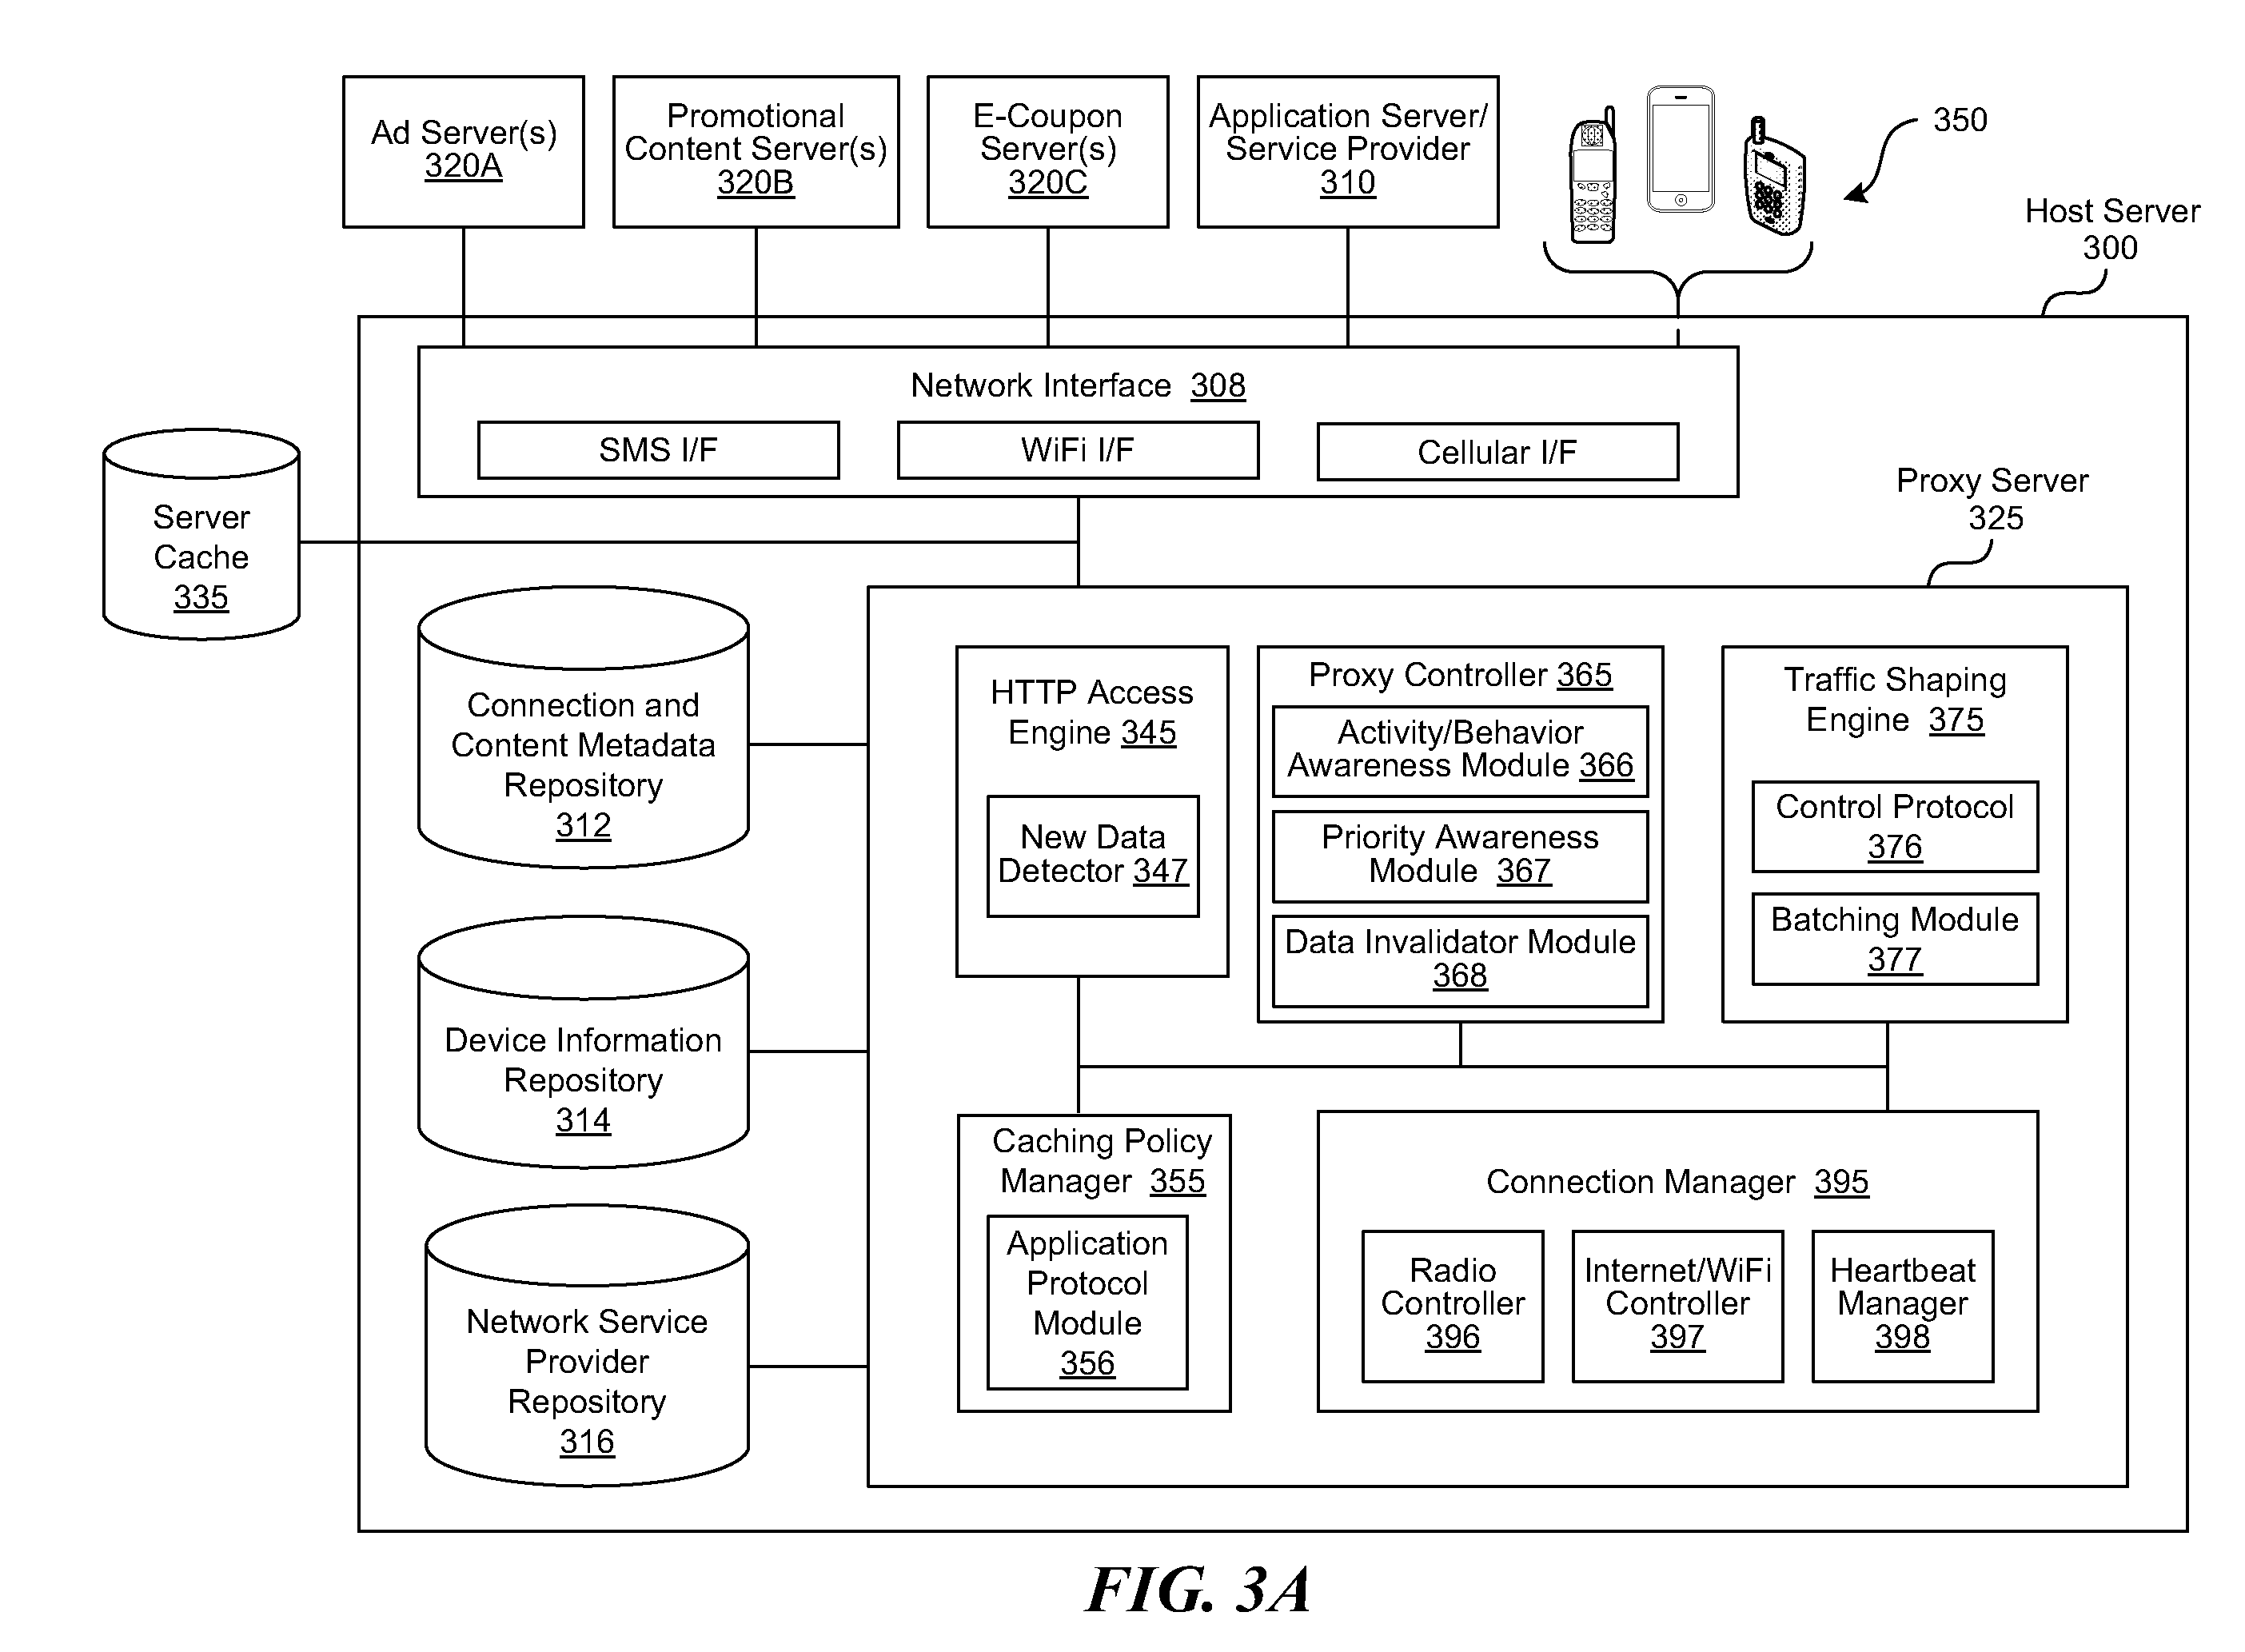 Ad Server(s)
320A
Promotional
Content Server(s)
320B
E-Coupon
Server(s)
320C
Application Server/
Service Provider
310
350
Host Server
300
Network Interface 308
SMS I/F
WiFi I/F
Cellular I/F
Server
Cache
335
Proxy Server
325
Connection and
Content Metadata
Repository
312
Device Information
Repository
314
Network Service
Provider
Repository
316
HTTP Access
Engine 345
New Data
Detector 347
Proxy Controller 365
Activity/Behavior
Awareness Module 366
Priority Awareness
Module 367
Data Invalidator Module
368
Traffic Shaping
Engine 375
Control Protocol
376
Batching Module
377
Caching Policy
Manager 355
Application
Protocol
Module
356
Connection Manager 395
Radio
Controller
396
Internet/WiFi
Controller
397
Heartbeat
Manager
398
FIG. 3A